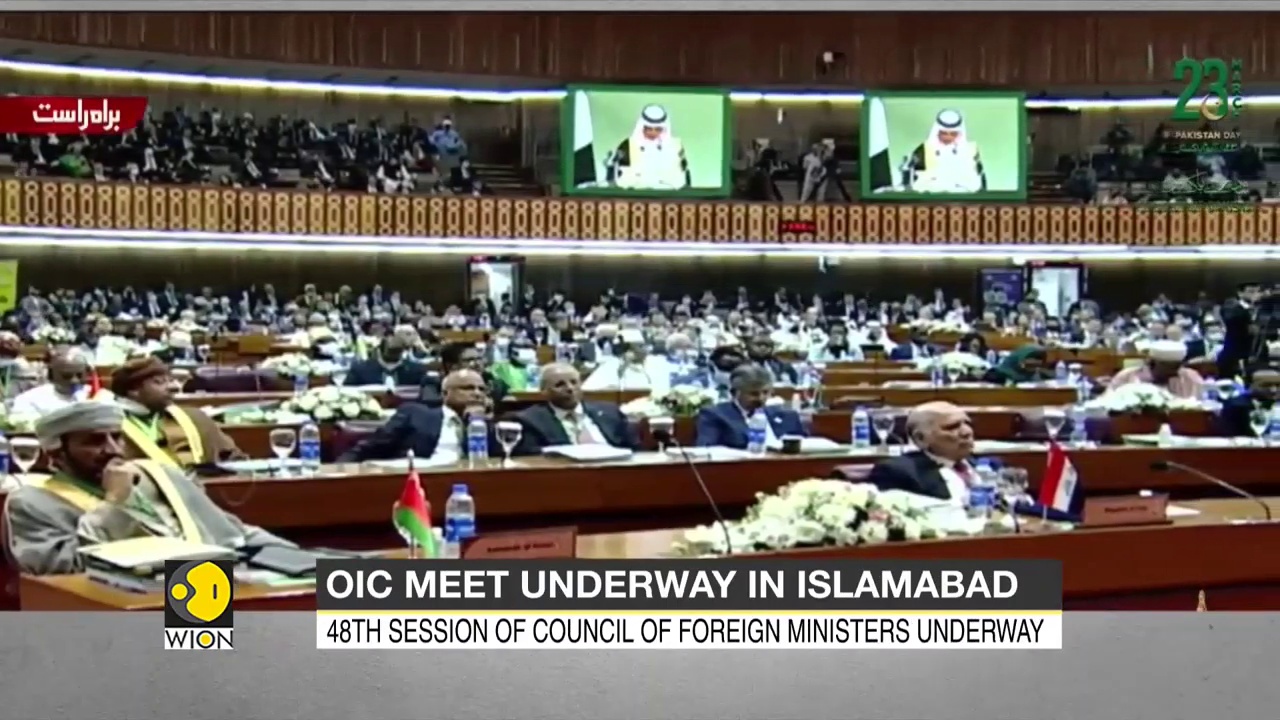 براہ راست
23
MARCH
PAKISTAN DAY
OIC MEET UNDERWAY IN ISLAMABAD
48TH SESSION OF COUNCIL OF FOREIGN MINISTERS UNDERWAY
WION